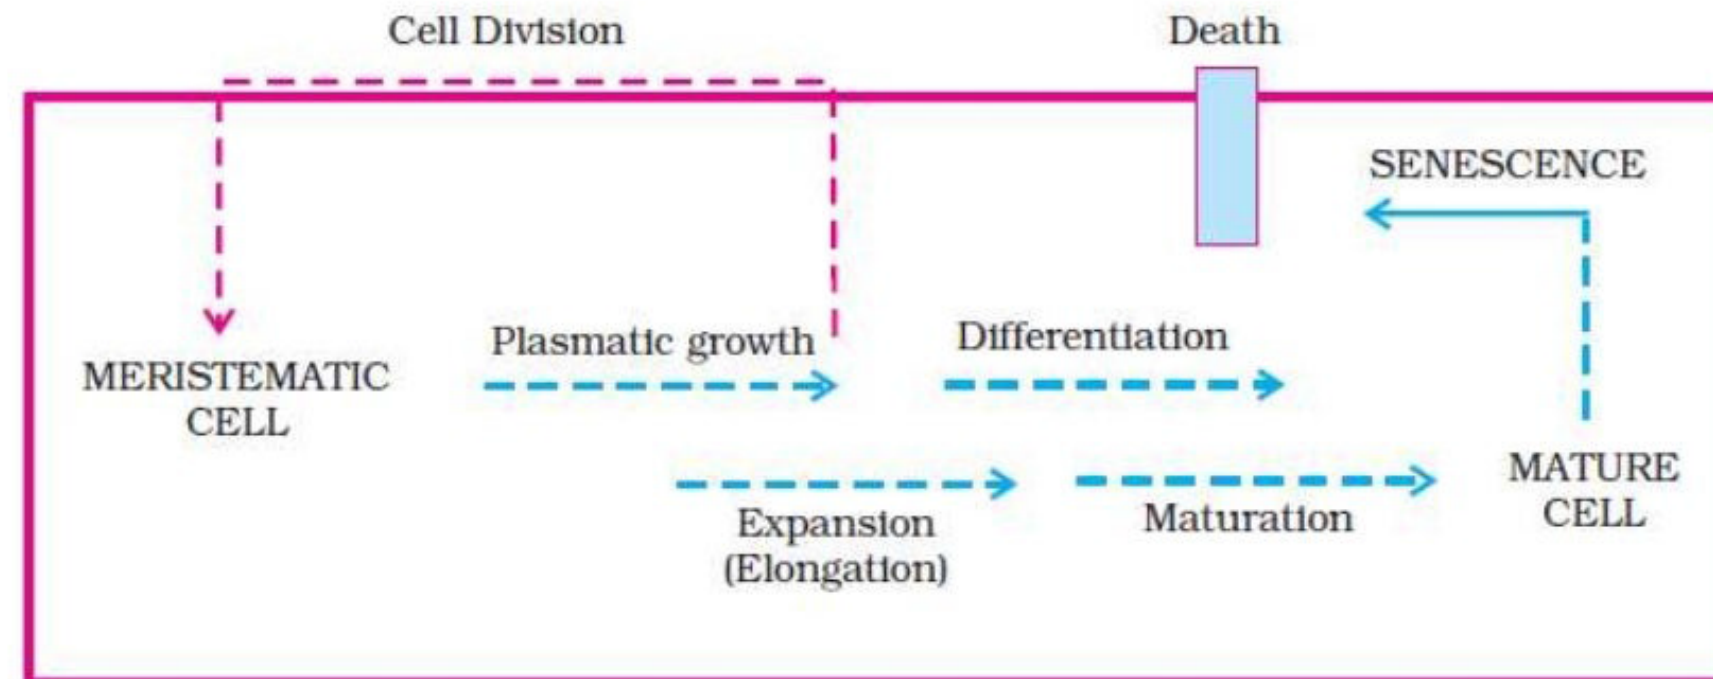 Cell Division
Death
SENESCENCE
Plasmatic growth
Differentiation
MERISTEMATIC
CELL
MATURE
CELL
Expansion
(Elongation)
Maturation